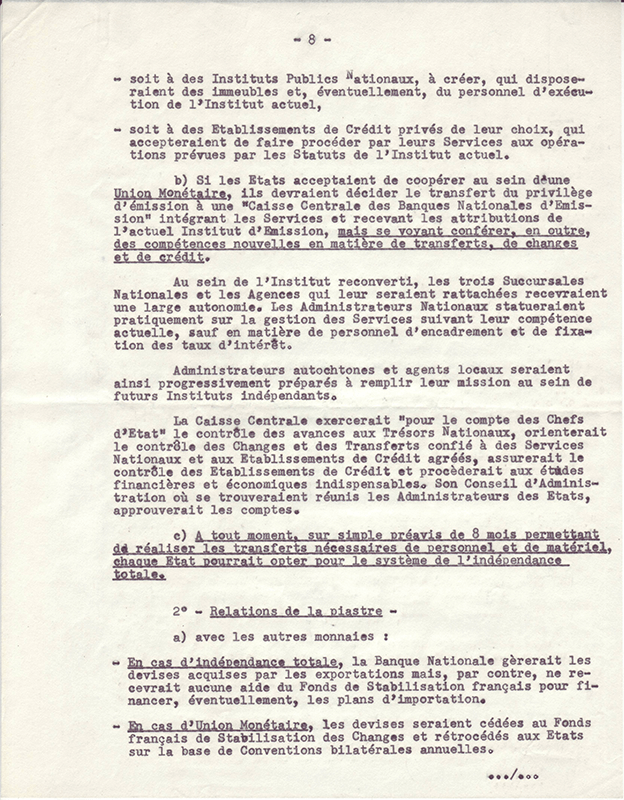 - 8 -
- soit à des Instituts Publics Nationaux, à créer, qui dispose-
raient des immeubles et, éventuellement, du personnel d'exécu-
tion de l'Institut actuel,
- soit à des Etablissements de Crédit privés de leur choix, qui
accepteraient de faire procéder par leurs Services aux opéra-
tions prévues par les Statuts de l'Institut actuel.
b) Si les Etats acceptaient de coopérer au sein d'une
Union Monétaire, ils devraient décider le transfert du privilège
d'émission à une "Caisse Centrale des Banques Nationales d'Emis-
sion" intégrant les Services et recevant les attributions de
l'actuel Institut d'Emission, mais se voyant conférer, en outre,
des compétences nouvelles en matière de transferts, de changes
et de crédit.
Au sein de l'Institut reconverti, les trois Succursales
Nationales et les Agences qui leur seraient rattachées recevraient
une large autonomie. Les Administrateurs Nationaux statueraient
pratiquement sur la gestion des Services suivant leur compétence
actuelle, sauf en matière de personnel d'encadrement et de fixa-
tion des taux d'intérêt.
Administrateurs autochtones et agents locaux seraient
ainsi progressivement préparés à remplir leur mission au sein de
futurs Instituts indépendants.
La Caisse Centrale exercerait "pour le compte des Chefs
d'Etat" le contrôle des avances aux Trésors Nationaux, orienterait
le contrôle des Changes et des Transferts confié à des Services
Nationaux et aux Etablissements de Crédit agréés, assurerait le
contrôle des Etablissements de Crédit et procèderait aux études
financières et économiques indispensables. Son Conseil d'Adminis-
tration où se trouveraient réunis les Administrateurs des Etats,
approuverait les comptes.
c) A tout moment, sur simple préavis de 8 mois permettant
de réaliser les transferts nécessaires de personnel et de matériel,
chaque Etat pourrait opter pour le système de l'indépendance
totale.
2° - Relations de la piastre -
a) avec les autres monnaies :
- En cas d'indépendance totale, la Banque Nationale gèrerait les
devises acquises par les exportations mais, par contre, ne re-
cevrait aucune aide du Fonds de Stabilisation français pour fi-
nancer, éventuellement, les plans d'importation.
- En cas d'Union Monétaire, les devises seraient cédées au Fonds
français de Stabilisation des Changes et rétrocédés aux Etats
sur la base de Conventions bilatérales annuelles.
.../...